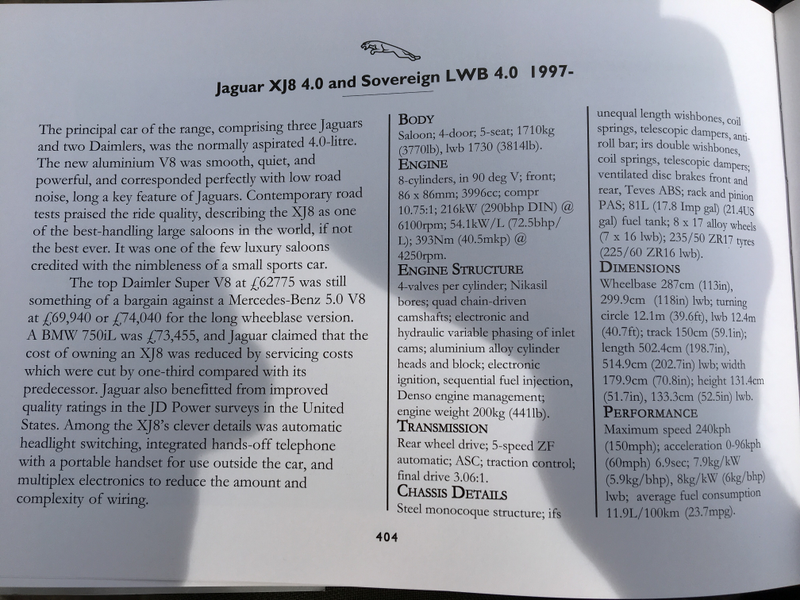 Jaguar XJ8 4.0 and Sovereign LWB 4.0 1997-
The principal car of the range, comprising three Jaguars
and two Daimlers, was the normally aspirated 4.0-litre.
The new aluminium V8 was smooth, quiet, and
powerful, and corresponded perfectly with low road
noise, long a key feature of Jaguars. Contemporary road
tests praised the ride quality, describing the XJ8 as one
of the best-handling large saloons in the world, if not
the best ever. It was one of the few luxury saloons
credited with the nimbleness of a small sports car.
The top Daimler Super V8 at £62775 was still
something of a bargain against a Mercedes-Benz 5.0 V8
at £69,940 or £74,040 for the long wheeblase version.
A BMW 750iL was £73,455, and Jaguar claimed that the
cost of owning an XJ8 was reduced by servicing costs
which were cut by one-third compared with its
predecessor. Jaguar also benefitted from improved
quality ratings in the JD Power surveys in the United
States. Among the XJ8's clever details was automatic
headlight switching, integrated hands-off telephone
with a portable handset for use outside the car, and
multiplex electronics to reduce the amount and
complexity of wiring.
BODY
Saloon; 4-door; 5-seat; 1710kg
(3770lb), lwb 1730 (3814lb).
ENGINE
8-cylinders, in 90 deg V; front;
86 x 86mm; 3996cc; compr
10.75:1; 216kW (290bhp DIN) @
6100rpm; 54.1kW/L (72.5bhp/
L); 393Nm (40.5mkp) @
4250rpm.
ENGINE STRUCTURE
4-valves per cylinder; Nikasil
bores; quad chain-driven
camshafts; electronic and
hydraulic variable phasing of inlet
cams; aluminium alloy cylinder
heads and block; electronic
ignition, sequential fuel injection,
Denso engine management;
engine weight 200kg (441lb).
TRANSMISSION
Rear wheel drive; 5-speed ZF
automatic; ASC; traction control;
final drive 3.06:1.
CHASSIS DETAILS
Steel monocoque structure; ifs
unequal length wishbones, coil
springs, telescopic dampers, anti-
roll bar; irs double wishbones,
coil springs, telescopic dampers;
ventilated disc brakes front and
rear, Teves ABS; rack and pinion
PAS; 81L (17.8 Imp gal) (21.4US
gal) fuel tank; 8 x 17 alloy wheels
(7 x 16 lwb); 235/50 ZR17 tyres
(225/60 ZR16 lwb).
DIMENSIONS
Wheelbase 287cm (113in),
299.9cm (118in) lwb; turning
circle 12.1m (39.6ft), lwb 12.4m
(40.7ft); track 150cm (59.1in);
length 502.4cm (198.7in),
514.9cm (202.7in) lwb; width
179.9cm (70.8in); height 131.4cm
(51.7in), 133.3cm (52.5in) lwb.
PERFORMANCE
Maximum speed 240kph
(150mph); acceleration 0-96kph
(60mph) 6.9sec; 7.9kg/kW
(5.9kg/bhp), 8kg/kW (6kg/bhp)
lwb; average fuel consumption
11.9L/100km (23.7mpg).
404